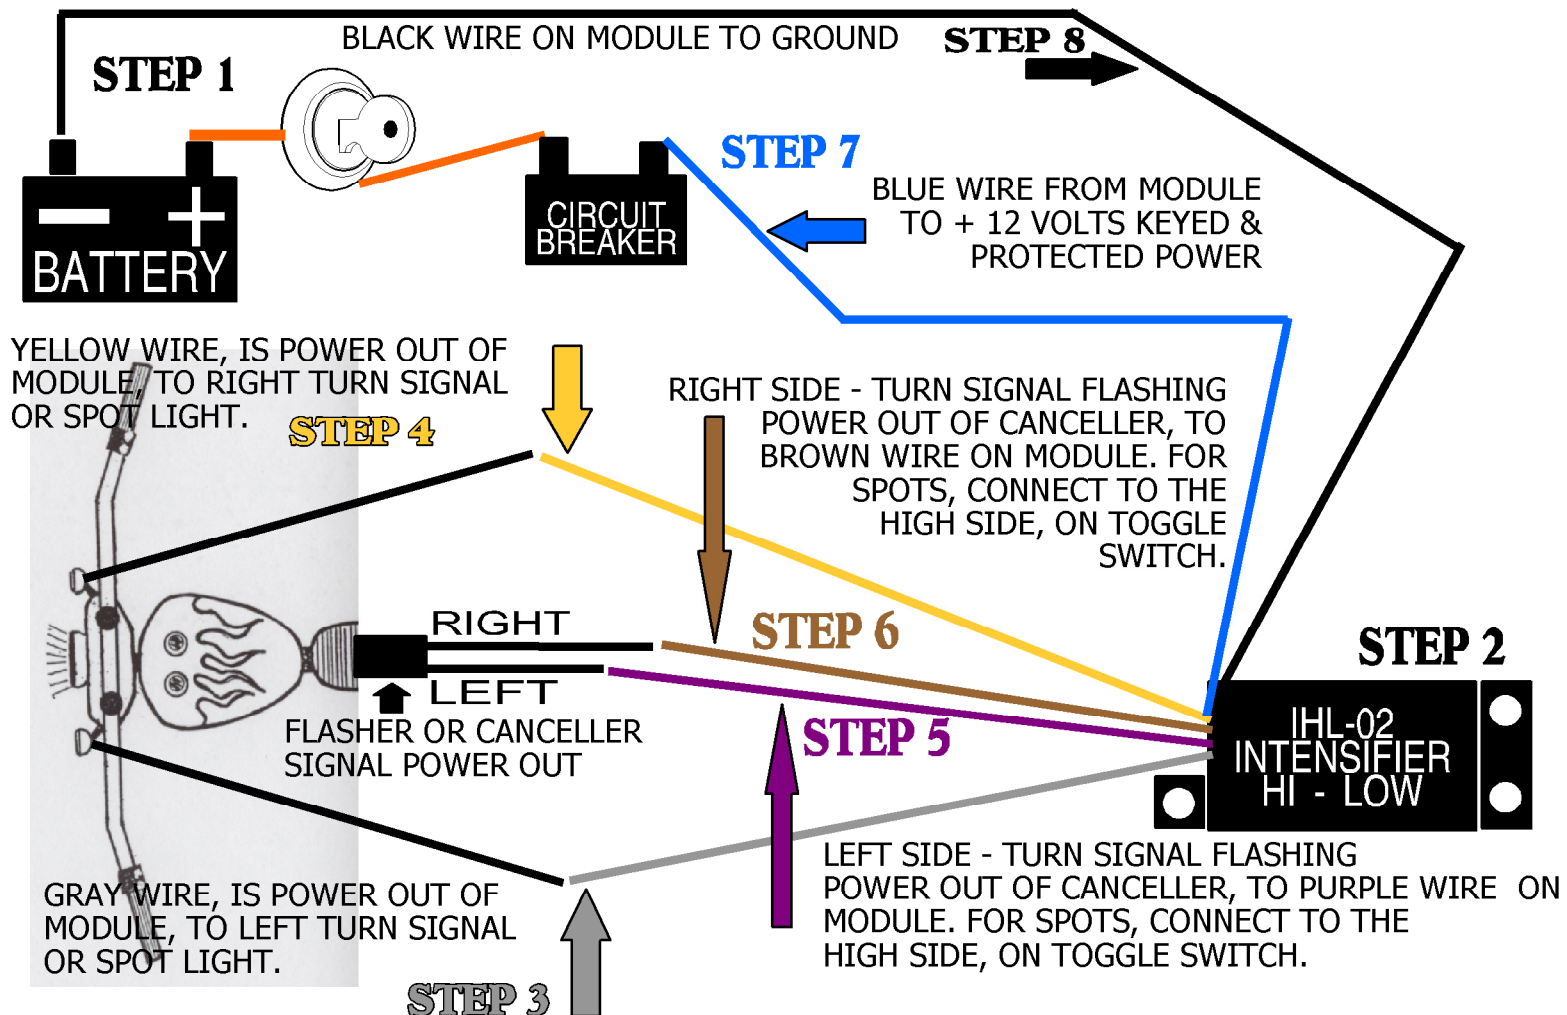 BLACK WIRE ON MODULE TO GROUND
STEP 8
STEP 1
STEP 7
BLUE WIRE FROM MODULE
TO + 12 VOLTS KEYED &
PROTECTED POWER
CIRCUIT
BREAKER
BATTERY
YELLOW WIRE, IS POWER OUT OF
MODULE, TO RIGHT TURN SIGNAL
OR SPOT LIGHT.
STEP 4
RIGHT SIDE - TURN SIGNAL FLASHING
POWER OUT OF CANCELLER, TO
BROWN WIRE ON MODULE. FOR
SPOTS, CONNECT TO THE
HIGH SIDE, ON TOGGLE
SWITCH.
RIGHT
STEP 6
STEP 2
LEFT
FLASHER OR CANCELLER
SIGNAL POWER OUT
STEP 5
IHL-02
INTENSIFIER
HI - LOW
LEFT SIDE - TURN SIGNAL FLASHING
POWER OUT OF CANCELLER, TO PURPLE WIRE ON
MODULE. FOR SPOTS, CONNECT TO THE
HIGH SIDE, ON TOGGLE SWITCH.
GRAY WIRE, IS POWER OUT OF
MODULE, TO LEFT TURN SIGNAL
OR SPOT LIGHT.
STEP 3